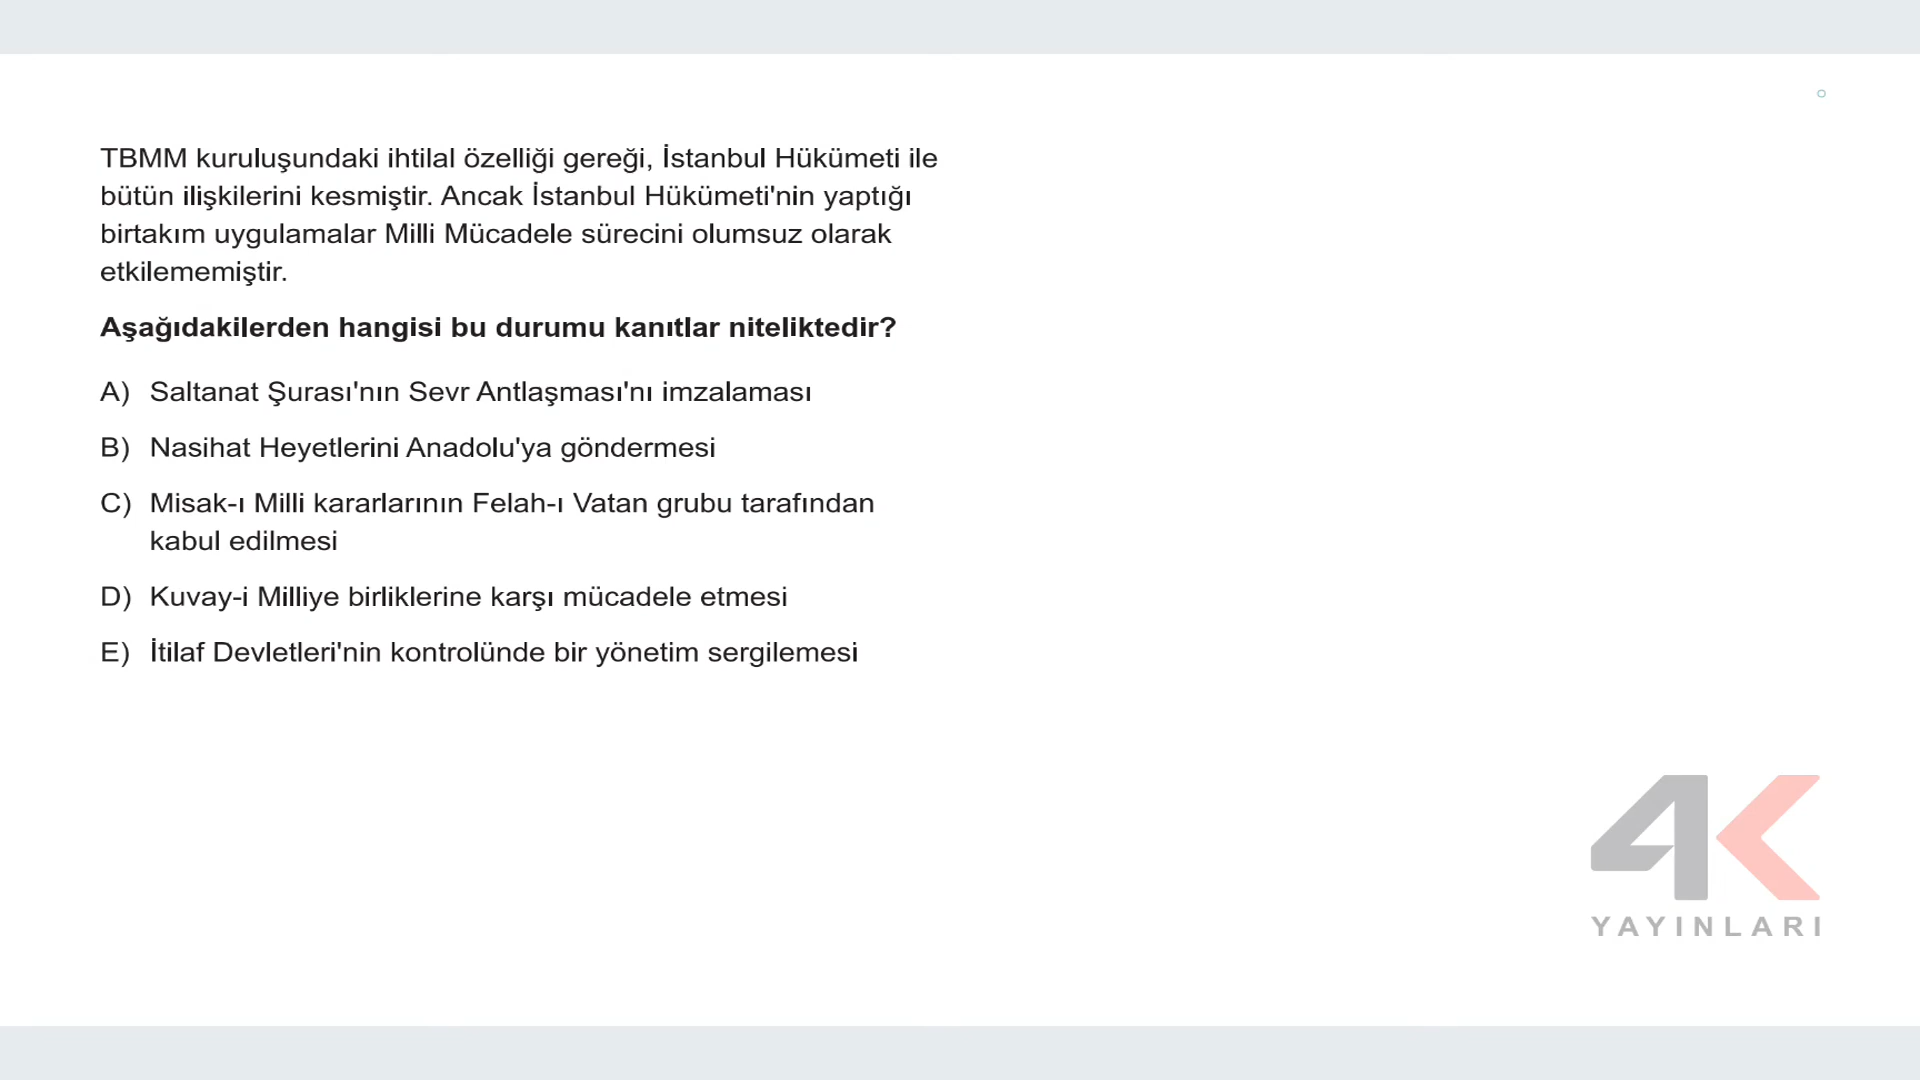 TBMM kuruluşundaki ihtilal özelliği gereği, İstanbul Hükümeti ile
bütün ilişkilerini kesmiştir. Ancak İstanbul Hükümeti'nin yaptığı
birtakım uygulamalar Milli Mücadele sürecini olumsuz olarak
etkilememiştir.
Aşağıdakilerden hangisi bu durumu kanıtlar niteliktedir?
A) Saltanat Şurası'nın Sevr Antlaşması'nı imzalaması
B) Nasihat Heyetlerini Anadolu'ya göndermesi
C) Misak-ı Milli kararlarının Felah-ı Vatan grubu tarafından
kabul edilmesi
D) Kuvay-i Milliye birliklerine karşı mücadele etmesi
E) İtilaf Devletleri'nin kontrolünde bir yönetim sergilemesi
4K
YAYINLARI